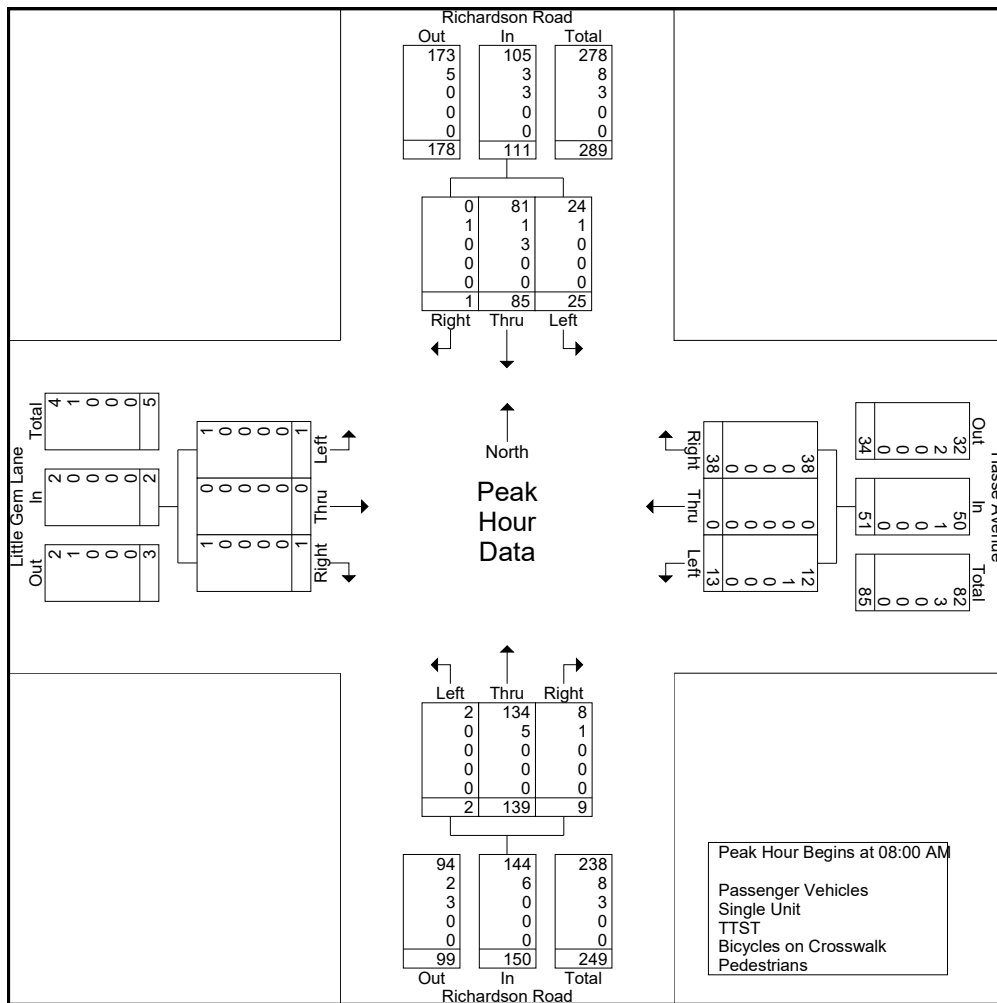 Richardson Road
Out In Total
173 105 278
5 3 8
0 3 3
0 0 0
0 0 0
178 111 289
0 81 24
1 1 1
0 3 0
0 0 0
0 0 0
1 85 25
Right Thru Left
Little Gem Lane
Total
4 1 0 0 0 5
In
2 0 0 0 0 2
Out
2 1 0 0 0 3
Left
1 0 0 0 0 1
Thru
0 0 0 0 0 0
Right
1 0 0 0 0 1
North
Peak
Hour
Data
Right
38 0 0 0 0 38
Thru
0 0 0 0 0 0
Left
12 1 0 0 0 13
Out
32 2 0 0 0 34
In
50 1 0 0 0 51
Total
82 3 0 0 0 85
Hasse Avenue
Left Thru Right
2 134 8
0 5 1
0 0 0
0 0 0
0 0 0
2 139 9
94 144 238
2 6 8
3 0 3
0 0 0
0 0 0
99 150 249
Out In Total
Richardson Road
Peak Hour Begins at 08:00 AM
Passenger Vehicles
Single Unit
TTST
Bicycles on Crosswalk
Pedestrians